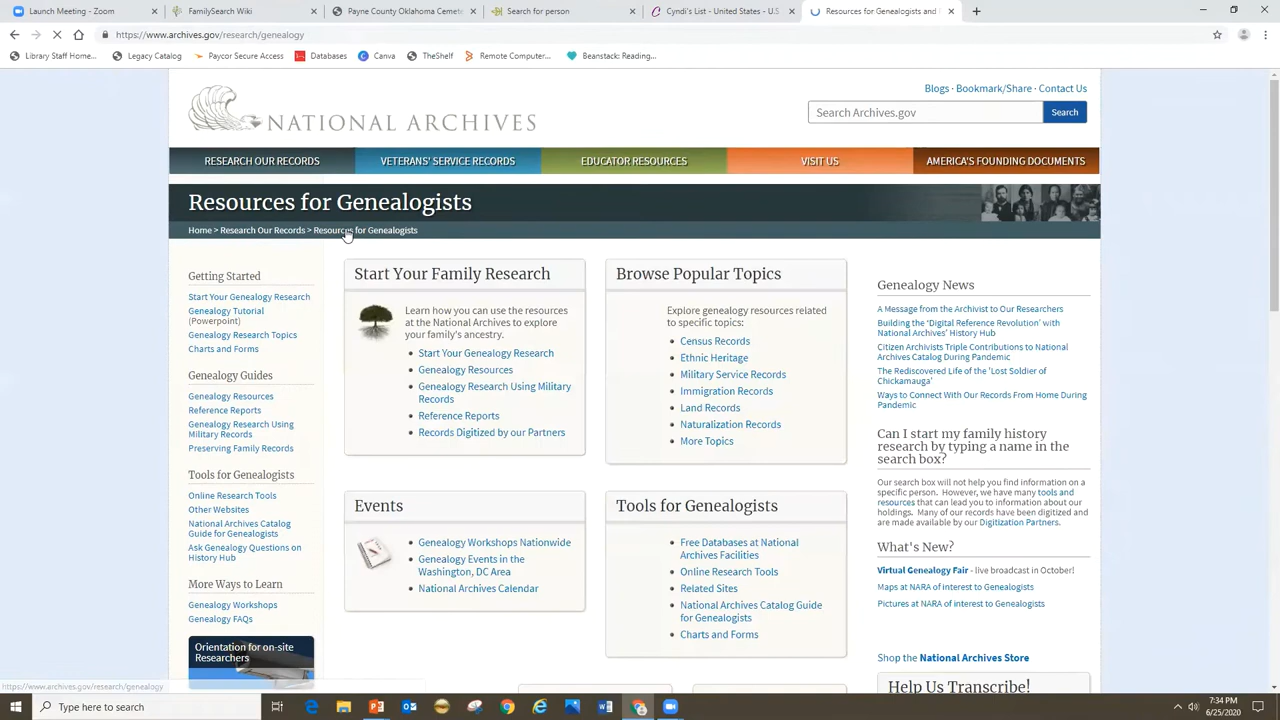 Launch Meeting - Zoom
FamilySearch Wiki
Payne County Oklahoma Cemete
Search for person
Cyndi's List - United States - U.S.
Resources for Genealogists and
https://www.archives.gov/research/genealogy
Library Staff Home...
Legacy Catalog
Paycor Secure Access
Databases
Canva
TheShelf
Remote Computer...
Beanstack: Reading...
Blogs · Bookmark/Share · Contact Us
NATIONAL ARCHIVES
Search Archives.gov
Search
RESEARCH OUR RECORDS
VETERANS' SERVICE RECORDS
EDUCATOR RESOURCES
VISIT US
AMERICA'S FOUNDING DOCUMENTS
Resources for Genealogists
Home > Research Our Records > Resources for Genealogists
Getting Started
Start Your Genealogy Research
Genealogy Tutorial
(Powerpoint)
Genealogy Research Topics
Charts and Forms
Genealogy Guides
Genealogy Resources
Reference Reports
Genealogy Research Using
Military Records
Preserving Family Records
Tools for Genealogists
Online Research Tools
Other Websites
National Archives Catalog
Guide for Genealogists
Ask Genealogy Questions on
History Hub
More Ways to Learn
Genealogy Workshops
Genealogy FAQs
Orientation for on-site
Researchers
Start Your Family Research
Learn how you can use the resources
at the National Archives to explore
your family's ancestry.
Start Your Genealogy Research
Genealogy Resources
Genealogy Research Using Military
Records
Reference Reports
Records Digitized by our Partners
Events
Genealogy Workshops Nationwide
Genealogy Events in the
Washington, DC Area
National Archives Calendar
Browse Popular Topics
Explore genealogy resources related
to specific topics:
Census Records
Ethnic Heritage
Military Service Records
Immigration Records
Land Records
Naturalization Records
More Topics
Tools for Genealogists
Free Databases at National
Archives Facilities
Online Research Tools
Related Sites
National Archives Catalog Guide
for Genealogists
Charts and Forms
Genealogy News
A Message from the Archivist to Our Researchers
Building the 'Digital Reference Revolution' with
National Archives' History Hub
Citizen Archivists Triple Contributions to National
Archives Catalog During Pandemic
The Rediscovered Life of the 'Lost Soldier of
Chickamauga'
Ways to Connect With Our Records From Home During
Pandemic
Can I start my family history
research by typing a name in the
search box?
Our search box will not help you find information on
a specific person. However, we have many tools and
resources that can lead you to information about our
holdings. Many of our records have been digitized and
are made available by our Digitization Partners.
What's New?
Virtual Genealogy Fair - live broadcast in October!
Maps at NARA of interest to Genealogists
Pictures at NARA of interest to Genealogists
Shop the National Archives Store
Help Us Transcribe!
https://www.archives.gov/research/genealogy
Type here to search
7:34 PM
6/25/2020